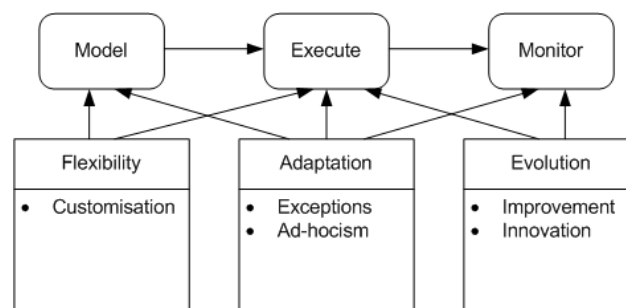 Model
Execute
Monitor
Flexibility
• Customisation
Adaptation
• Exceptions
• Ad-hocism
Evolution
• Improvement
• Innovation